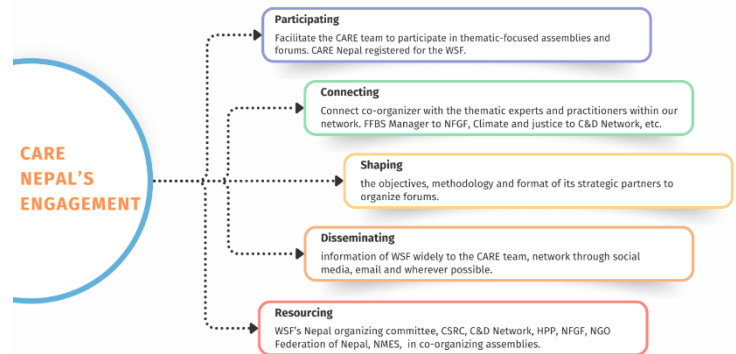 CARE
NEPAL'S
ENGAGEMENT
Participating
Facilitate the CARE team to participate in thematic-focused assemblies and
forums. CARE Nepal registered for the WSF.
Connecting
Connect co-organizer with the thematic experts and practitioners within our
network. FFBS Manager to NFGF, Climate and justice to C&D Network, etc.
Shaping
the objectives, methodology and format of its strategic partners to
organize forums.
Disseminating
information of WSF widely to the CARE team, network through social
media, email and wherever possible.
Resourcing
WSF's Nepal organizing committee, CSRC, C&D Network, HPP, NFGF, NGO
Federation of Nepal, NMES, in co-organizing assemblies.